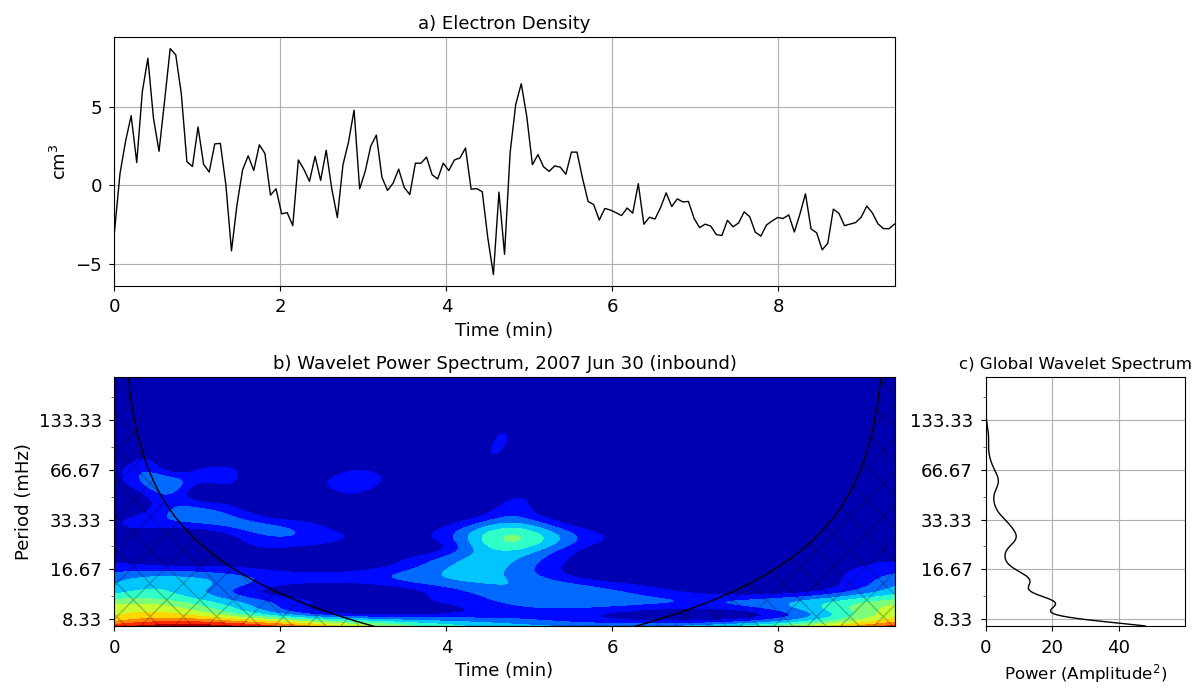 a) Electron Density
cm³
5
0
−5
0 2 4 6 8
Time (min)
b) Wavelet Power Spectrum, 2007 Jun 30 (inbound)
Period (mHz)
133.33
66.67
33.33
16.67
8.33
0 2 4 6 8
Time (min)
c) Global Wavelet Spectrum
133.33
66.67
33.33
16.67
8.33
0 20 40
Power (Amplitude²)